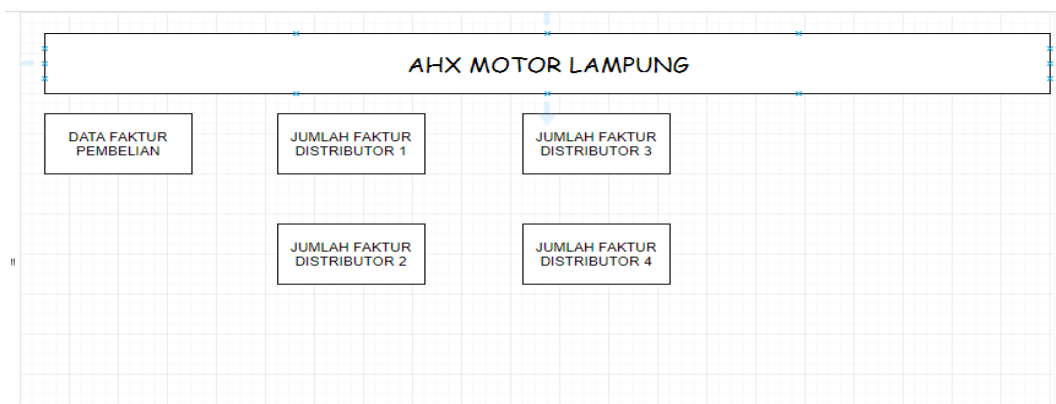 AHX MOTOR LAMPUNG
DATA FAKTUR
PEMBELIAN
JUMLAH FAKTUR
DISTRIBUTOR 1
JUMLAH FAKTUR
DISTRIBUTOR 3
JUMLAH FAKTUR
DISTRIBUTOR 2
JUMLAH FAKTUR
DISTRIBUTOR 4